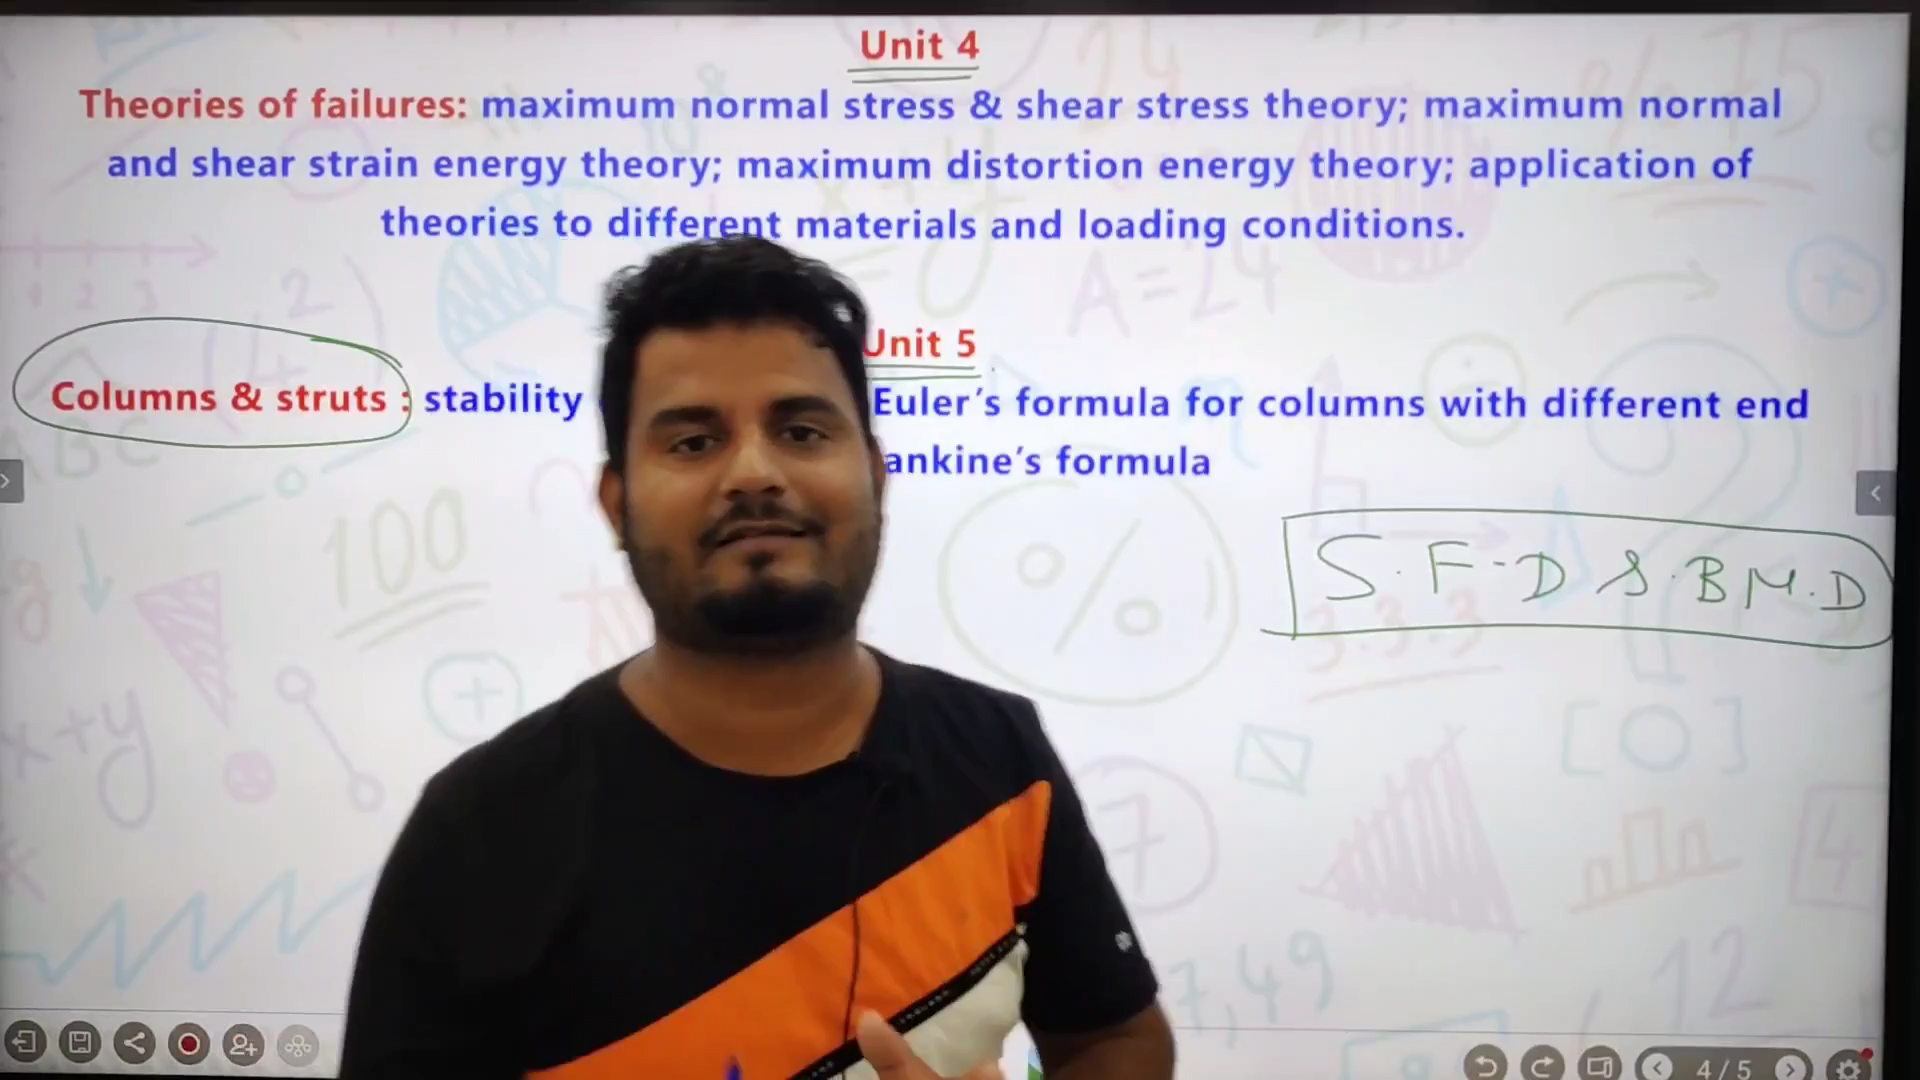 Unit 4
Theories of failures: maximum normal stress & shear stress theory; maximum normal
and shear strain energy theory; maximum distortion energy theory; application of
theories to different materials and loading conditions.
Unit 5
Columns & struts : stability Euler's formula for columns with different end
ankine's formula
S.F.D & B.M.D
4/5